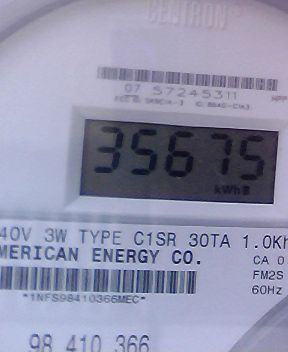 CENTRON
07 57245311
35675
kWh
40V 3W TYPE C1SR 30TA 1.0Kh
MERICAN ENERGY CO.
CA 0
FM2S
60Hz
*1NFS98410366MEC*
98 410 366